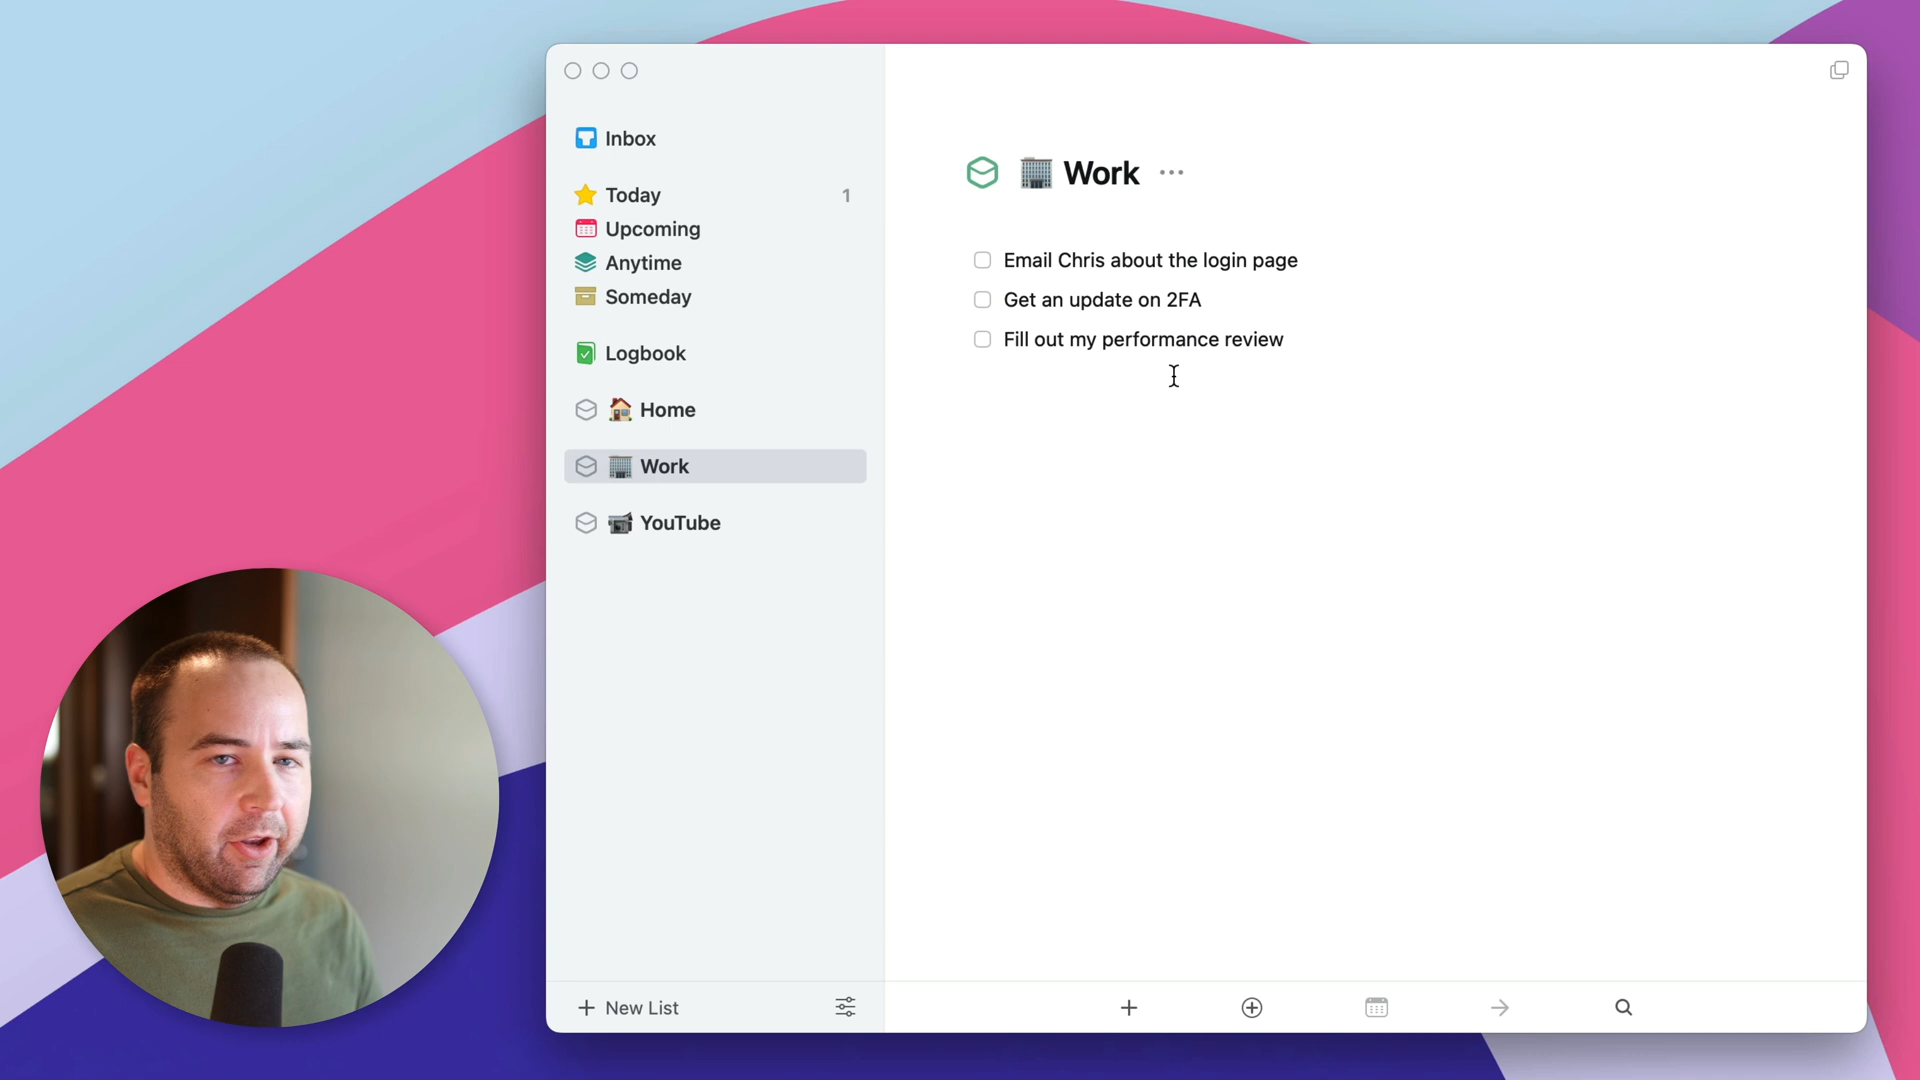 Inbox
Today 1
Upcoming
Anytime
Someday
Logbook
Home
Work
YouTube
New List
Work
Email Chris about the login page
Get an update on 2FA
Fill out my performance review